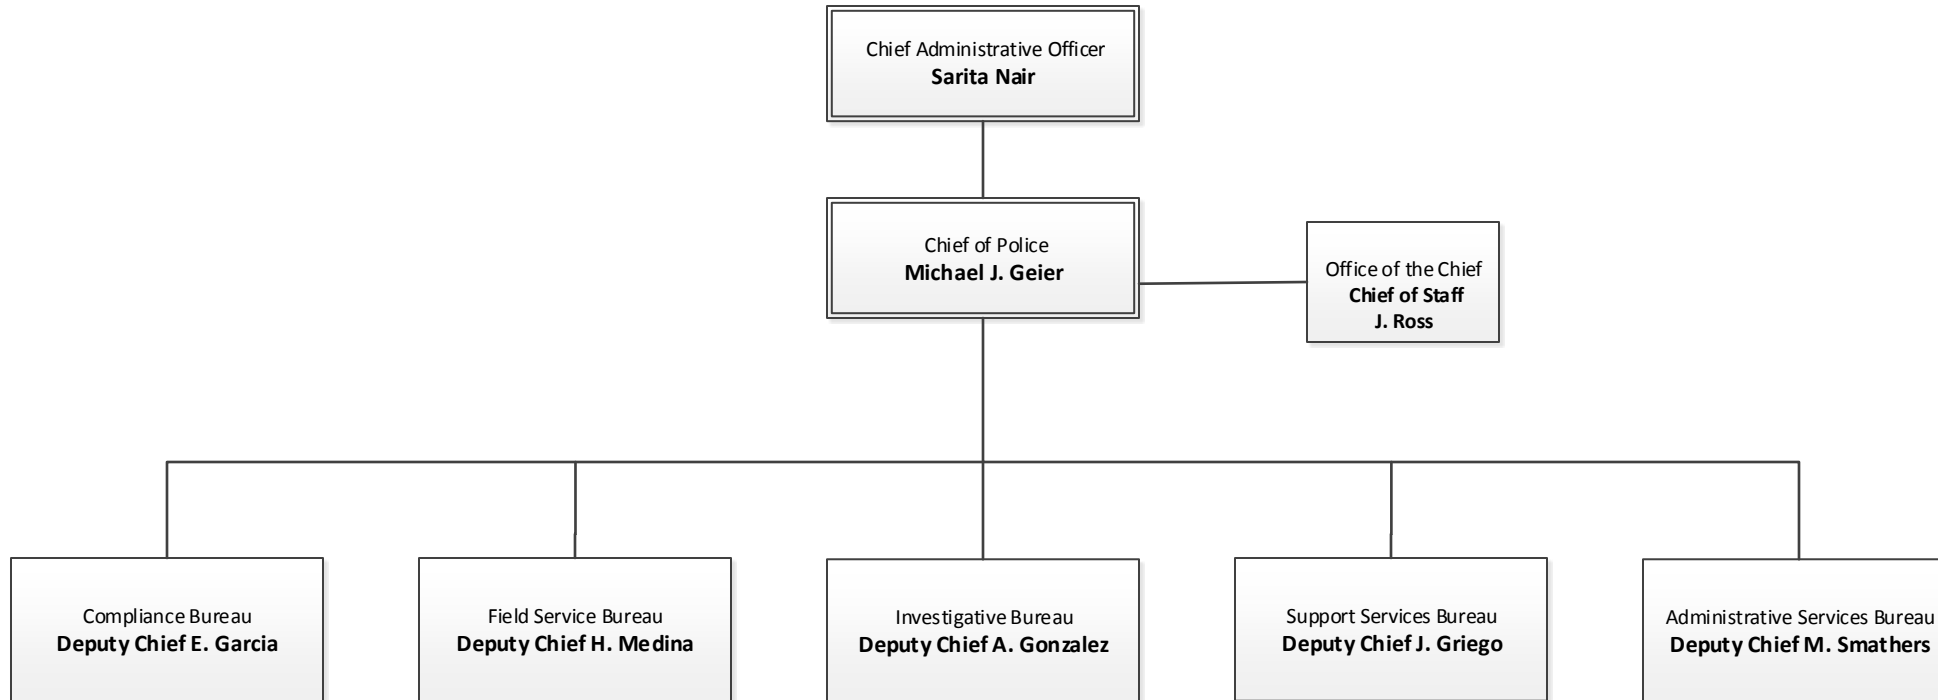 Chief Administrative Officer
Sarita Nair
Chief of Police
Michael J. Geier
Office of the Chief
Chief of Staff
J. Ross
Compliance Bureau
Deputy Chief E. Garcia
Field Service Bureau
Deputy Chief H. Medina
Investigative Bureau
Deputy Chief A. Gonzalez
Support Services Bureau
Deputy Chief J. Griego
Administrative Services Bureau
Deputy Chief M. Smathers